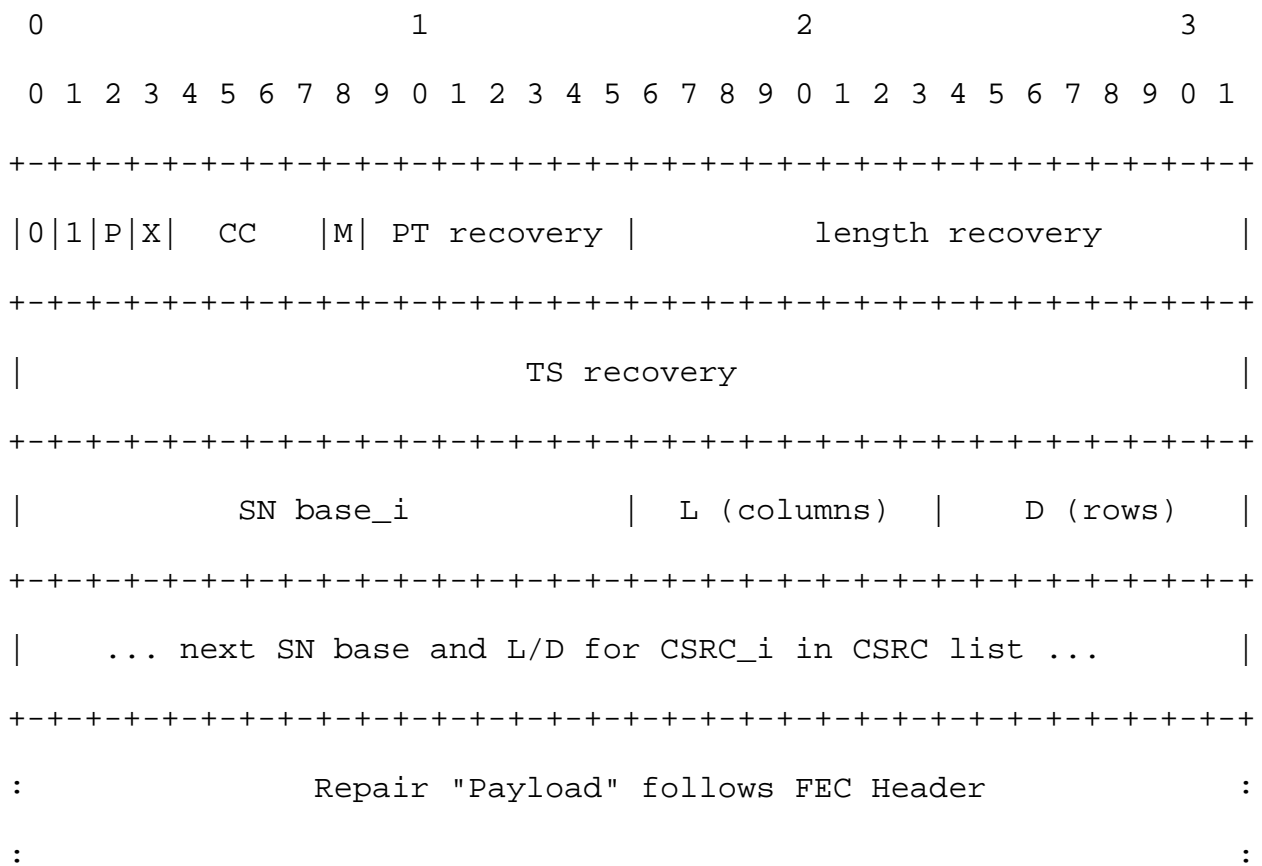 0                   1                   2                   3
 0 1 2 3 4 5 6 7 8 9 0 1 2 3 4 5 6 7 8 9 0 1 2 3 4 5 6 7 8 9 0 1
+-+-+-+-+-+-+-+-+-+-+-+-+-+-+-+-+-+-+-+-+-+-+-+-+-+-+-+-+-+-+-+-+
|0|1|P|X|  CC   |M| PT recovery |         length recovery       |
+-+-+-+-+-+-+-+-+-+-+-+-+-+-+-+-+-+-+-+-+-+-+-+-+-+-+-+-+-+-+-+-+
|                          TS recovery                          |
+-+-+-+-+-+-+-+-+-+-+-+-+-+-+-+-+-+-+-+-+-+-+-+-+-+-+-+-+-+-+-+-+
|           SN base_i           |  L (columns)  |    D (rows)   |
+-+-+-+-+-+-+-+-+-+-+-+-+-+-+-+-+-+-+-+-+-+-+-+-+-+-+-+-+-+-+-+-+
|    ... next SN base and L/D for CSRC_i in CSRC list ...       |
+-+-+-+-+-+-+-+-+-+-+-+-+-+-+-+-+-+-+-+-+-+-+-+-+-+-+-+-+-+-+-+-+
:               Repair "Payload" follows FEC Header             :
:                                                               :